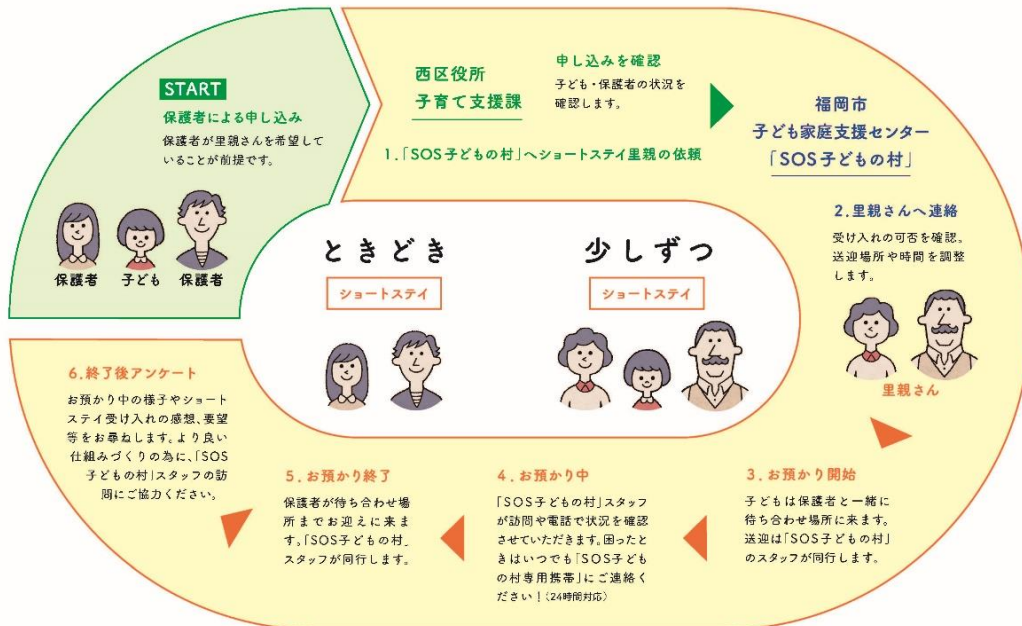 START
保護者による申し込み
保護者が里親さんを希望して
いることが前提です。
保護者
子ども
保護者
西区役所
子育て支援課
申し込みを確認
子ども・保護者の状況を
確認します。
1.「SOS子どもの村」へショートステイ里親の依頼
福岡市
子ども家庭支援センター
「SOS子どもの村」
2.里親さんへ連絡
受け入れの可否を確認。
送迎場所や時間を調整
します。
里親さん
ときどき
ショートステイ
少しずつ
ショートステイ
3.お預かり開始
子どもは保護者と一緒に
待ち合わせ場所に来ます。
送迎は「SOS子どもの村」
のスタッフが同行します。
4.お預かり中
「SOS子どもの村」スタッフ
が訪問や電話で状況を確認
させていただきます。困ったと
きはいつでも「SOS子ども
の村専用携帯」にご連絡く
ださい！（24時間対応）
5.お預かり終了
保護者が待ち合わせ場
所までお迎えに来ま
す。「SOS子どもの村」
スタッフが同行します。
6.終了後アンケート
お預かり中の様子やショート
ステイ受け入れの感想、要望
等をお尋ねします。より良い
仕組みづくりの為に、「SOS
子どもの村」スタッフの訪
問にご協力ください。